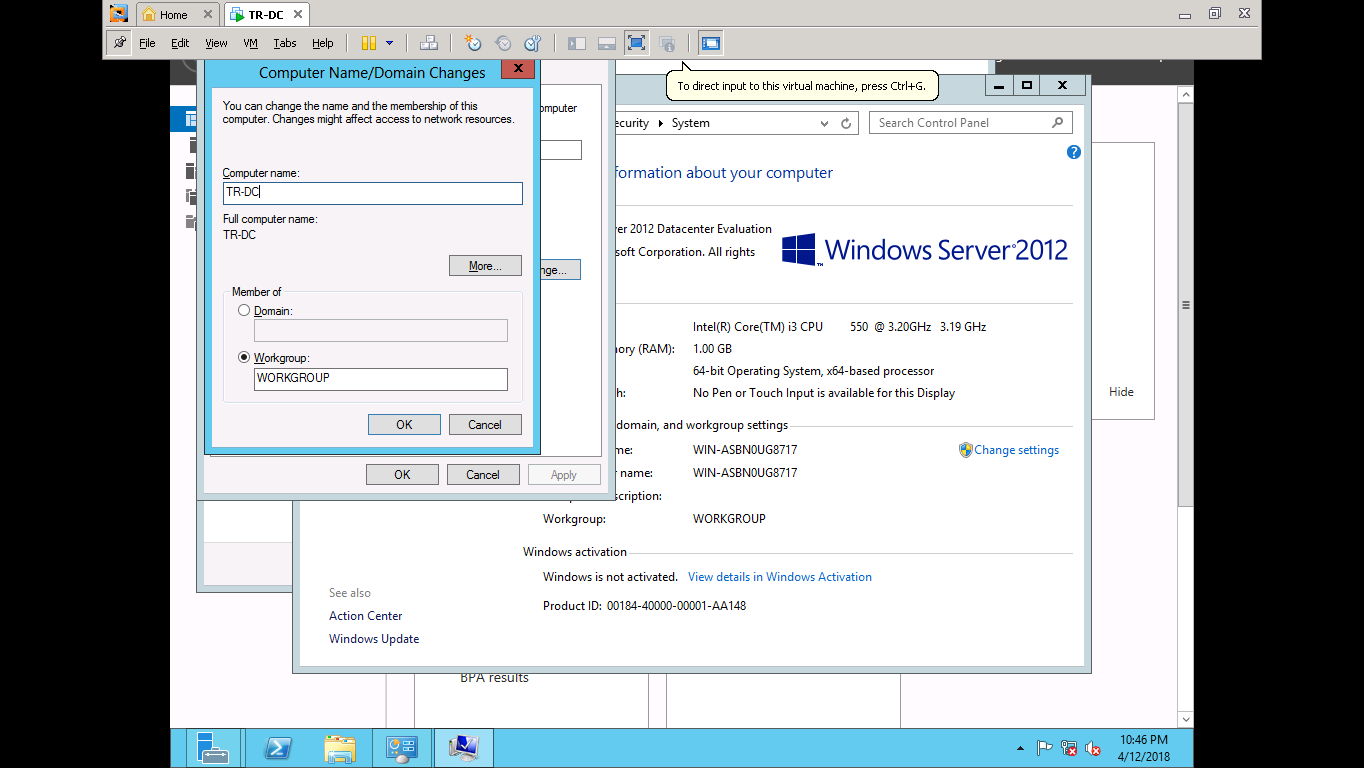 Home
TR-DC
File Edit View VM Tabs Help
To direct input to this virtual machine, press Ctrl+G.
Computer Name/Domain Changes
You can change the name and the membership of this
computer. Changes might affect access to network resources.
Computer name:
TR-DC
Full computer name:
TR-DC
More...
Member of
Domain:
Workgroup:
WORKGROUP
OK Cancel
omputer
nge...
OK Cancel Apply
ecurity System
Search Control Panel
formation about your computer
er 2012 Datacenter Evaluation
soft Corporation. All rights
Windows Server 2012
Intel(R) Core(TM) i3 CPU 550 @ 3.20GHz 3.19 GHz
ory (RAM): 1.00 GB
64-bit Operating System, x64-based processor
h: No Pen or Touch Input is available for this Display
domain, and workgroup settings
me: WIN-ASBN0UG8717
Change settings
r name: WIN-ASBN0UG8717
scription:
Workgroup: WORKGROUP
Windows activation
Windows is not activated. View details in Windows Activation
Product ID: 00184-40000-00001-AA148
See also
Action Center
Windows Update
Hide
BPA results
10:46 PM
4/12/2018